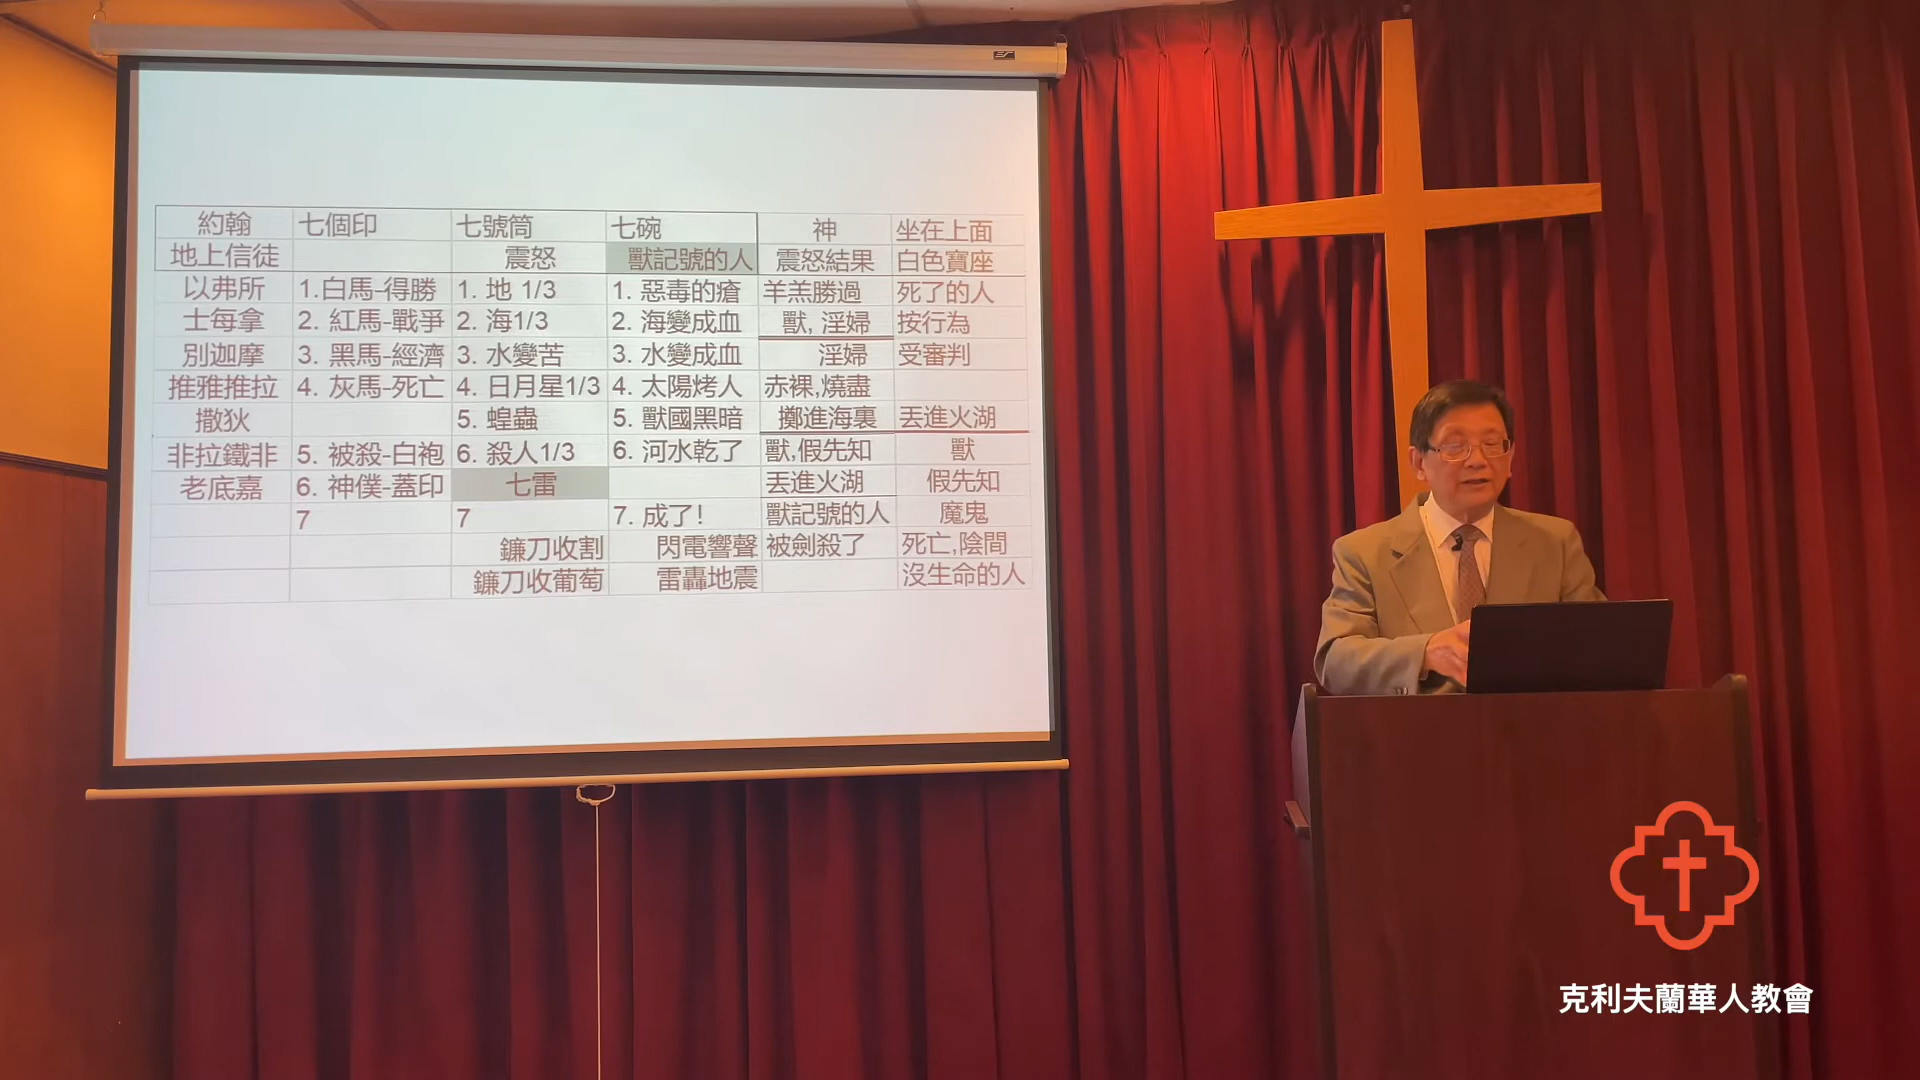 約翰 七個印 七號筒 七碗 神 坐在上面
地上信徒 震怒 獸記號的人 震怒結果 白色寶座
以弗所 1.白馬-得勝 1. 地 1/3 1. 惡毒的瘡 羊羔勝過 死了的人
士每拿 2. 紅馬-戰爭 2. 海1/3 2. 海變成血 獸, 淫婦 按行為
別迦摩 3. 黑馬-經濟 3. 水變苦 3. 水變成血 淫婦 受審判
推雅推拉 4. 灰馬-死亡 4. 日月星1/3 4. 太陽烤人 赤裸,燒盡
撒狄 5. 蝗蟲 5. 獸國黑暗 擲進海裏 丟進火湖
非拉鐵非 5. 被殺-白袍 6. 殺人1/3 6. 河水乾了 獸,假先知 獸
老底嘉 6. 神僕-蓋印 七雷 丟進火湖 假先知
7 7 7. 成了! 獸記號的人 魔鬼
鐮刀收割 閃電響聲 被劍殺了 死亡,陰間
鐮刀收葡萄 雷轟地震 沒生命的人
克利夫蘭華人教會